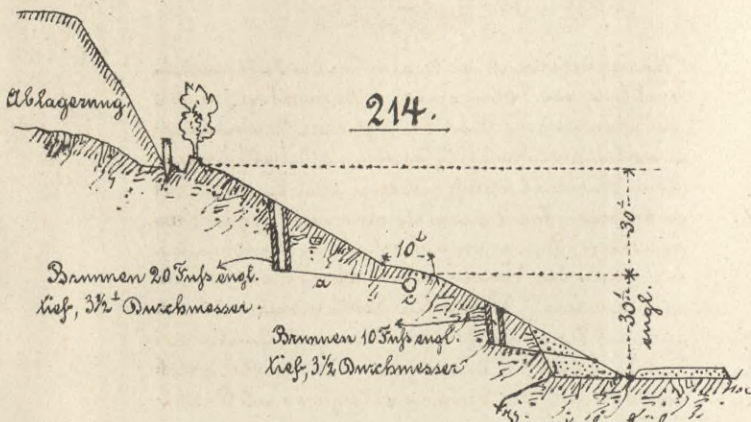 214.
Ablagerung
30'
10'
Brunnen 20 Fuß engl.
tief, 3½' Durchmesser.
a
c
30'
engl.
Brunnen 10 Fuß engl.
tief, 3½ Durchmesser